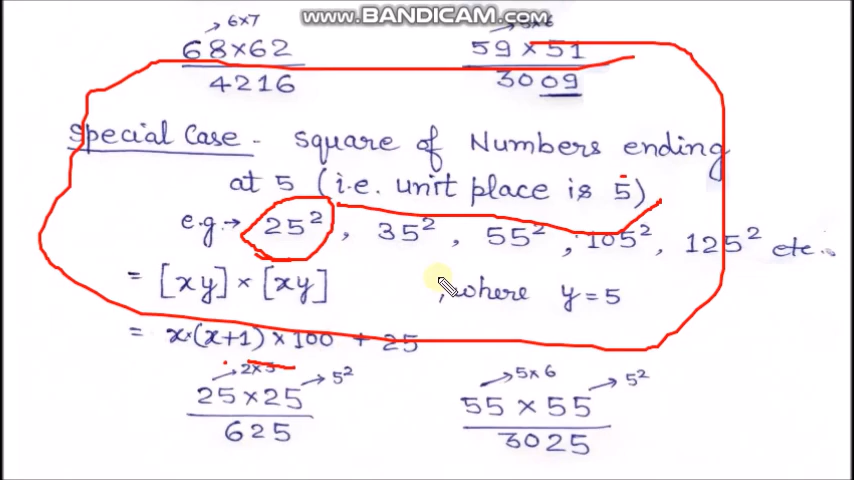 www.BANDICAM.com
6×7
5×6
68×62
59×51
4216
3009
Special Case - Square of Numbers ending
at 5 (i.e. unit place is 5)
e.g.→ 25², 35², 55², 105², 125² etc.
= [xy] × [xy] , where y=5
= x·(x+1) × 100 + 25
2×3
5²
5×6
5²
25×25
55×55
625
3025